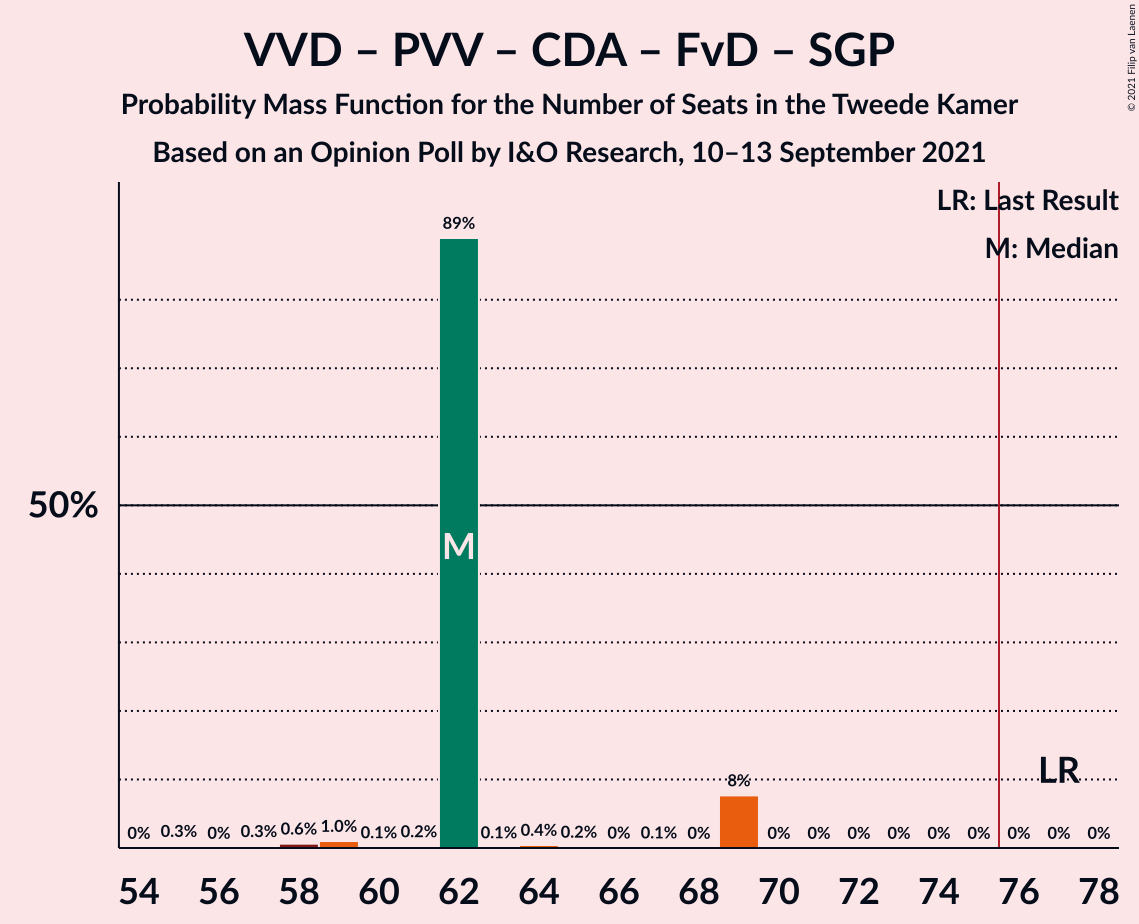 VVD – PVV – CDA – FvD – SGP
Probability Mass Function for the Number of Seats in the Tweede Kamer
Based on an Opinion Poll by I&O Research, 10–13 September 2021
© 2021 Filip van Laenen
LR: Last Result
M: Median
89%
50%
M
LR
8%
0% 0.3% 0% 0.3% 0.6% 1.0% 0.1% 0.2% 0.1% 0.4% 0.2% 0% 0.1% 0% 0% 0% 0% 0% 0% 0% 0% 0% 0%
54 56 58 60 62 64 66 68 70 72 74 76 78